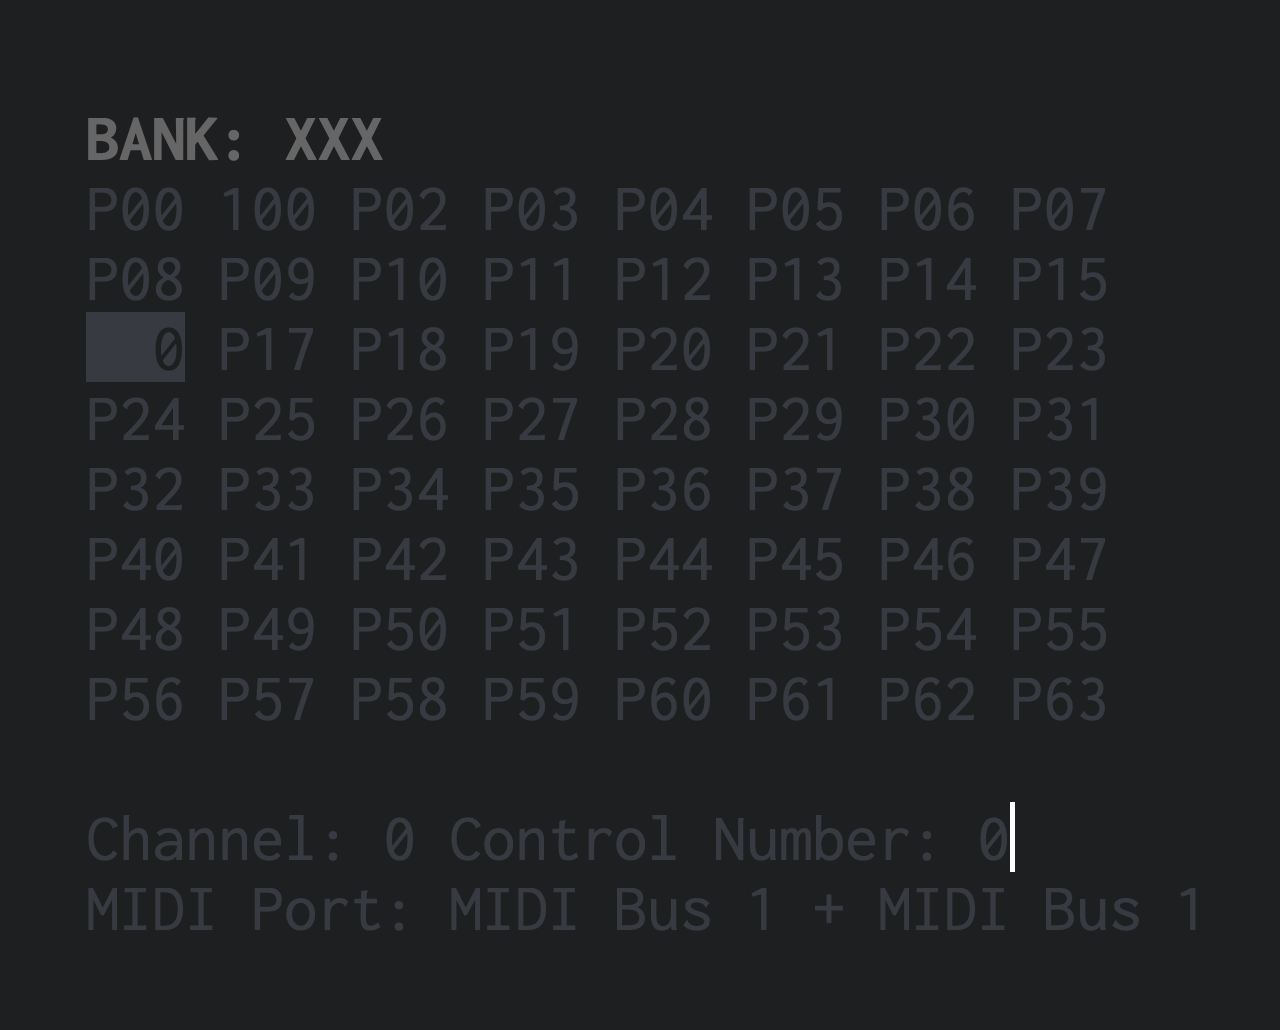 BANK: XXX
P00 100 P02 P03 P04 P05 P06 P07
P08 P09 P10 P11 P12 P13 P14 P15
0 P17 P18 P19 P20 P21 P22 P23
P24 P25 P26 P27 P28 P29 P30 P31
P32 P33 P34 P35 P36 P37 P38 P39
P40 P41 P42 P43 P44 P45 P46 P47
P48 P49 P50 P51 P52 P53 P54 P55
P56 P57 P58 P59 P60 P61 P62 P63
Channel: 0 Control Number: 0
MIDI Port: MIDI Bus 1 + MIDI Bus 1